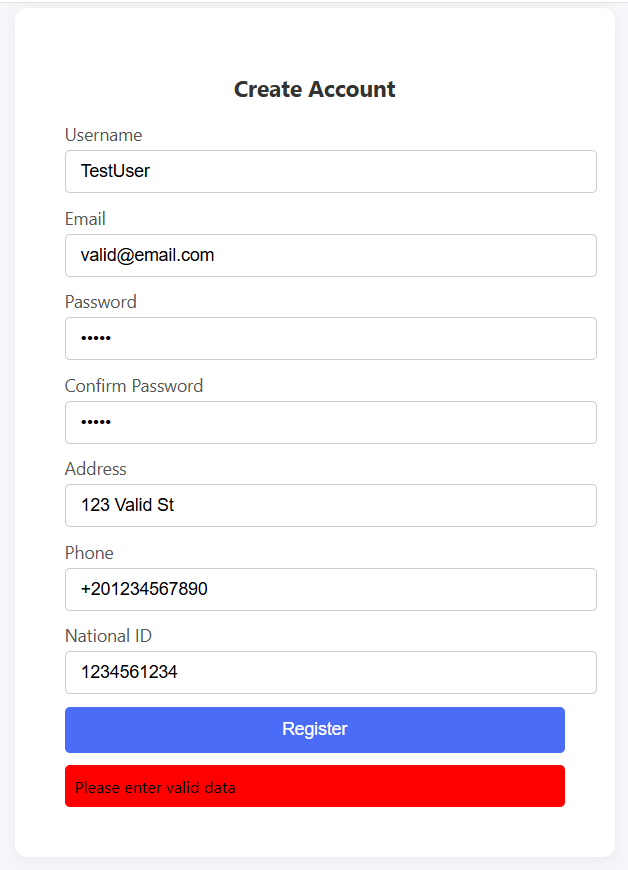 Create Account
Username
TestUser
Email
valid@email.com
Password
•••••
Confirm Password
•••••
Address
123 Valid St
Phone
+201234567890
National ID
1234561234
Register
Please enter valid data